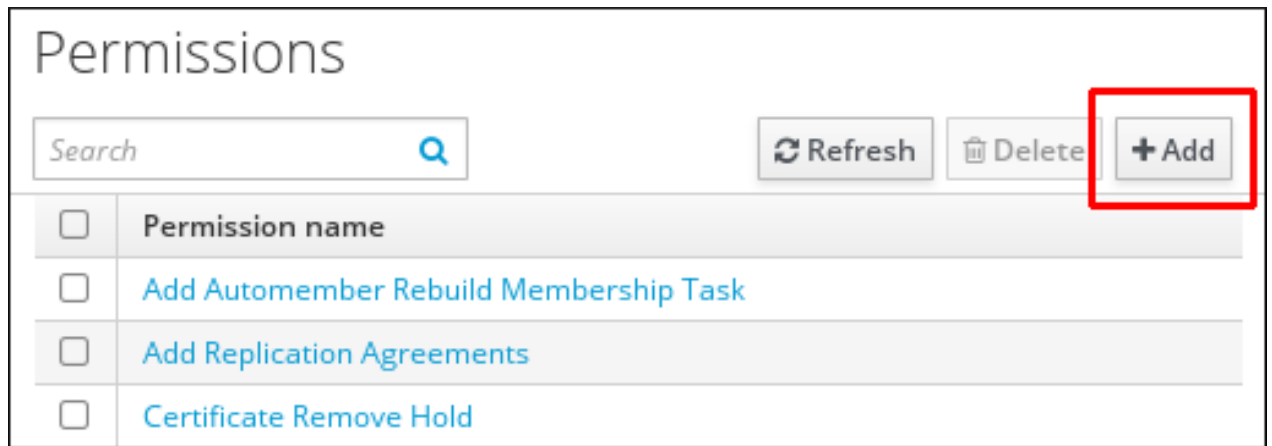 Permissions
Search Refresh Delete + Add
Permission name
Add Automember Rebuild Membership Task
Add Replication Agreements
Certificate Remove Hold